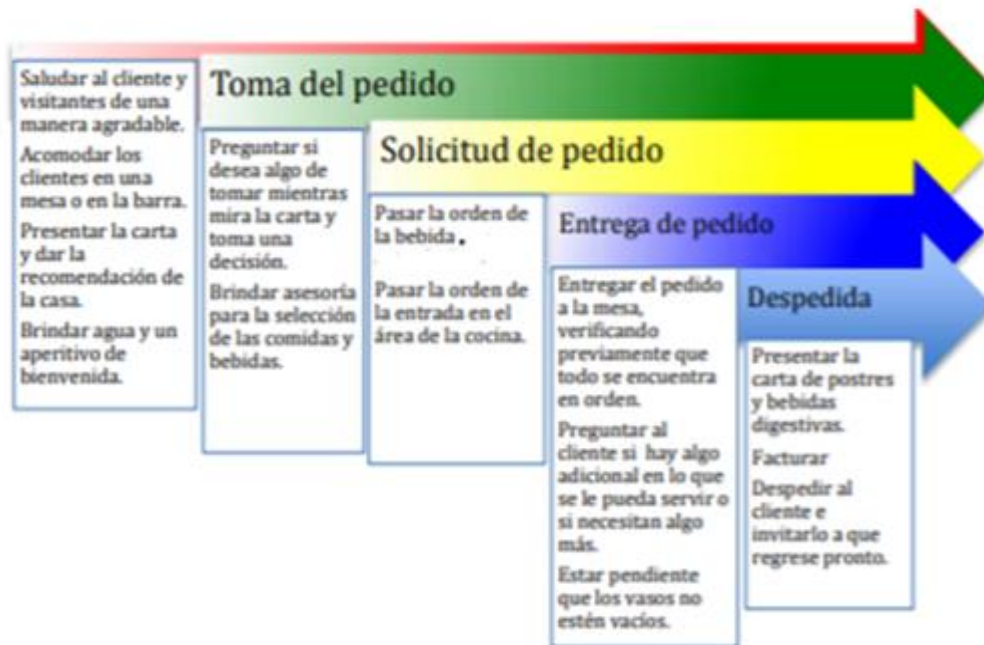 Saludar al cliente y
visitantes de una
manera agradable.
Acomodar los
clientes en una
mesa o en la barra.
Presentar la carta
y dar la
recomendación de
la casa.
Brindar agua y un
aperitivo de
bienvenida.
Toma del pedido
Preguntar si
desea algo de
tomar mientras
mira la carta y
toma una
decisión.
Brindar asesoría
para la selección
de las comidas y
bebidas.
Solicitud de pedido
Pasar la orden de
la bebida .
Pasar la orden de
la entrada en el
área de la cocina.
Entrega de pedido
Entregar el pedido
a la mesa,
verificando
previamente que
todo se encuentra
en orden.
Preguntar al
cliente si hay algo
adicional en lo que
se le pueda servir o
si necesitan algo
más.
Estar pendiente
que los vasos no
estén vacíos.
Despedida
Presentar la
carta de postres
y bebidas
digestivas.
Facturar
Despedir al
cliente e
invitarlo a que
regrese pronto.